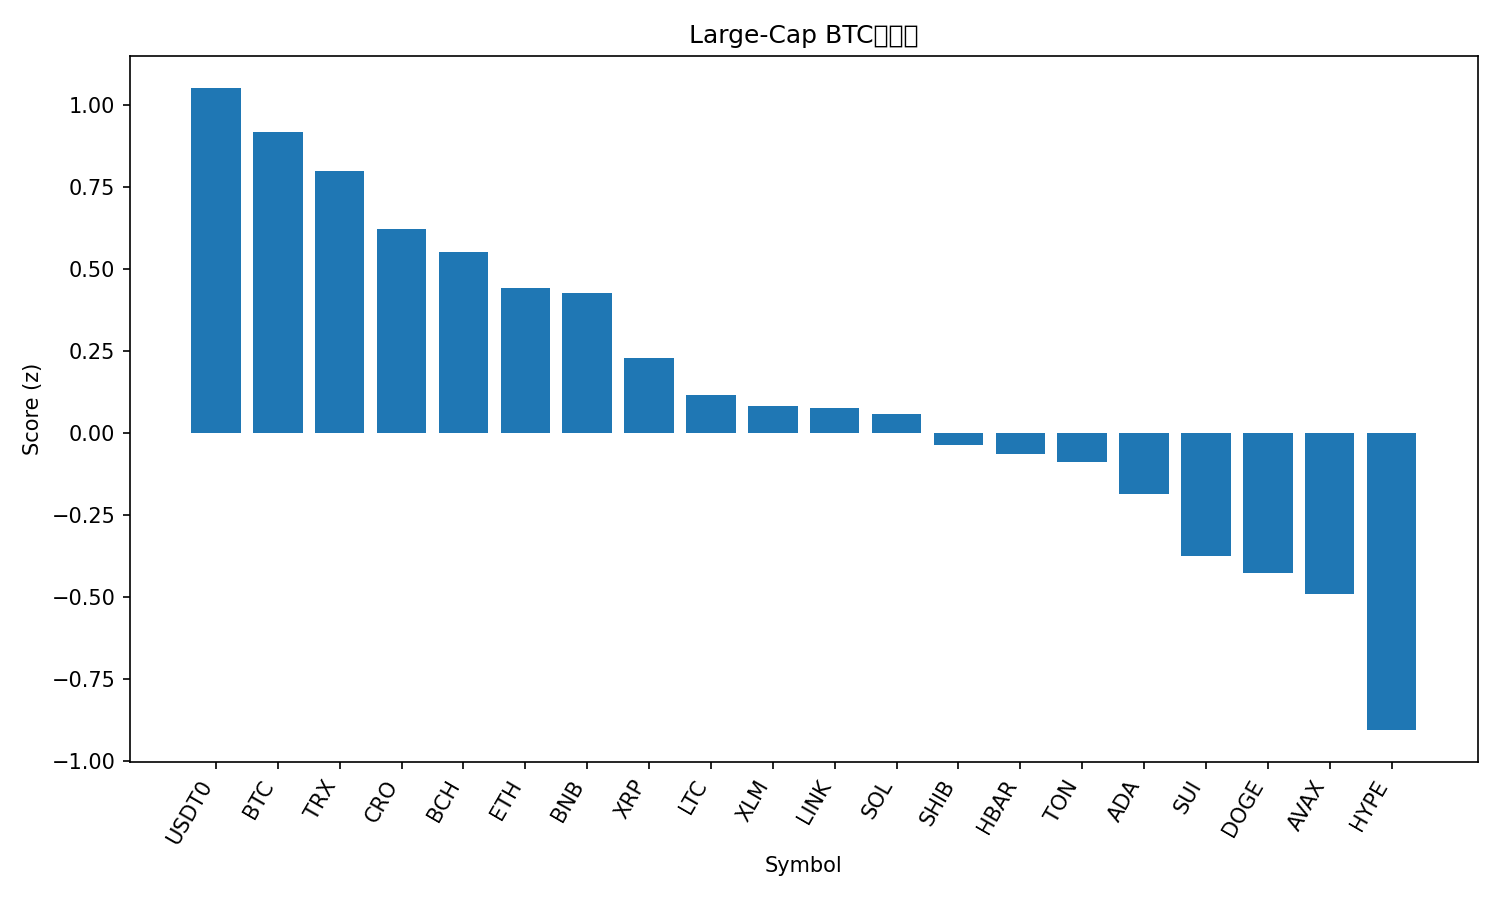 Large-Cap BTC
Score (z)
1.00
0.75
0.50
0.25
0.00
−0.25
−0.50
−0.75
−1.00
USDT0
BTC
TRX
CRO
BCH
ETH
BNB
XRP
LTC
XLM
LINK
SOL
SHIB
HBAR
TON
ADA
SUI
DOGE
AVAX
HYPE
Symbol